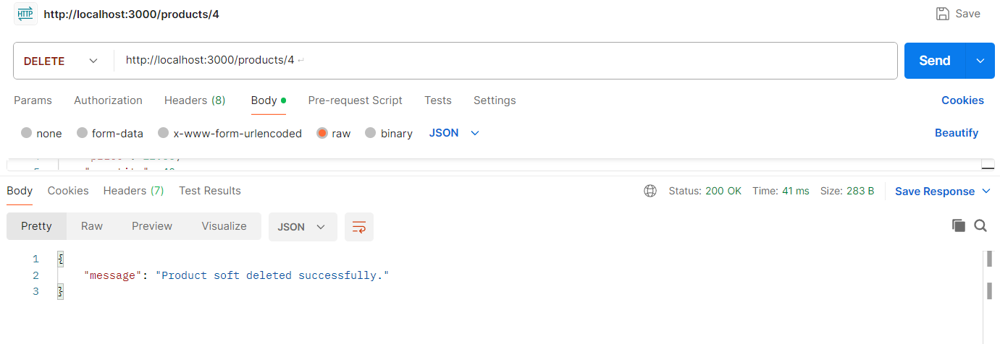 HTTP http://localhost:3000/products/4 Save
DELETE http://localhost:3000/products/4 Send
Params Authorization Headers (8) Body Pre-request Script Tests Settings Cookies
none form-data x-www-form-urlencoded raw binary JSON Beautify
Body Cookies Headers (7) Test Results Status: 200 OK Time: 41 ms Size: 283 B Save Response
Pretty Raw Preview Visualize JSON
1 {
2 "message": "Product soft deleted successfully."
3 }